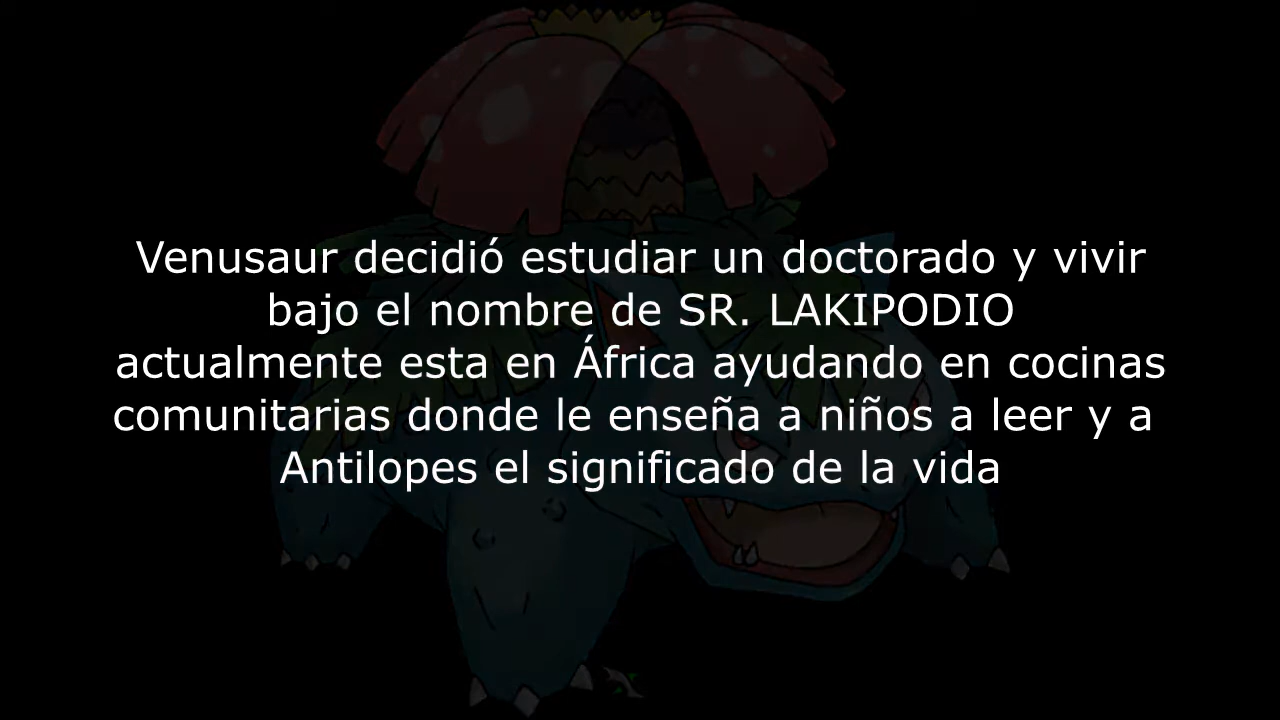 Venusaur decidió estudiar un doctorado y vivir
bajo el nombre de SR. LAKIPODIO
actualmente esta en África ayudando en cocinas
comunitarias donde le enseña a niños a leer y a
Antilopes el significado de la vida